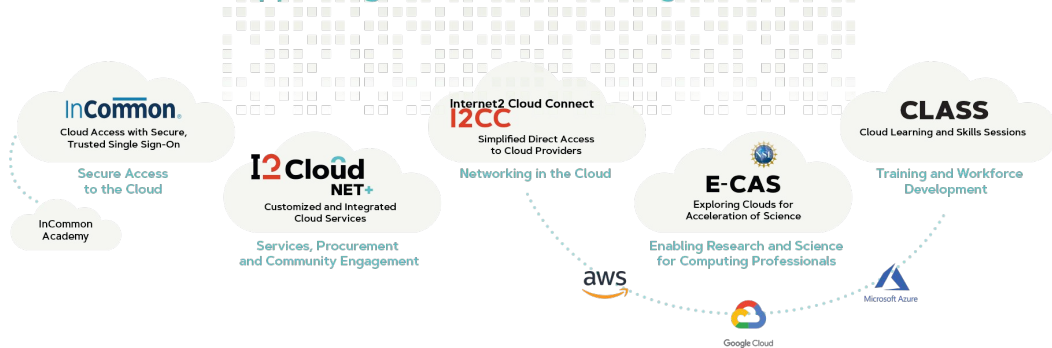 InCommon®
Cloud Access with Secure,
Trusted Single Sign-On
Secure Access
to the Cloud
InCommon
Academy
I2 Cloud
NET+
Customized and Integrated
Cloud Services
Services, Procurement
and Community Engagement
Internet2 Cloud Connect
I2CC
Simplified Direct Access
to Cloud Providers
Networking in the Cloud
NSF
E-CAS
Exploring Clouds for
Acceleration of Science
Enabling Research and Science
for Computing Professionals
CLASS
Cloud Learning and Skills Sessions
Training and Workforce
Development
aws
Google Cloud
Microsoft Azure